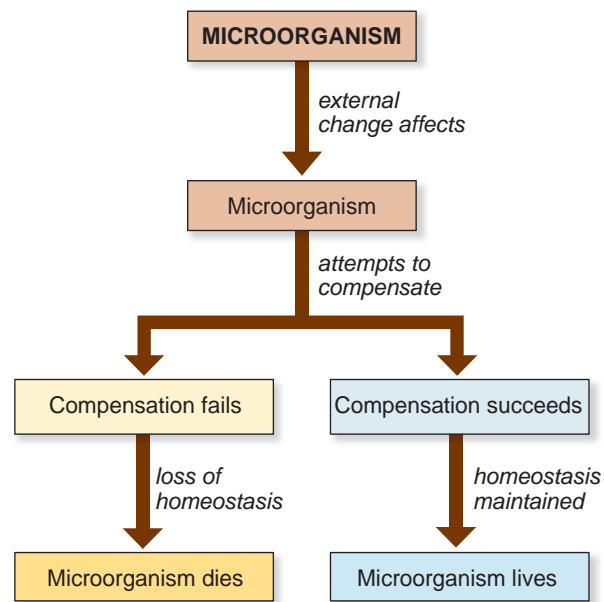 MICROORGANISM
external
change affects
Microorganism
attempts to
compensate
Compensation fails
Compensation succeeds
loss of
homeostasis
homeostasis
maintained
Microorganism dies
Microorganism lives